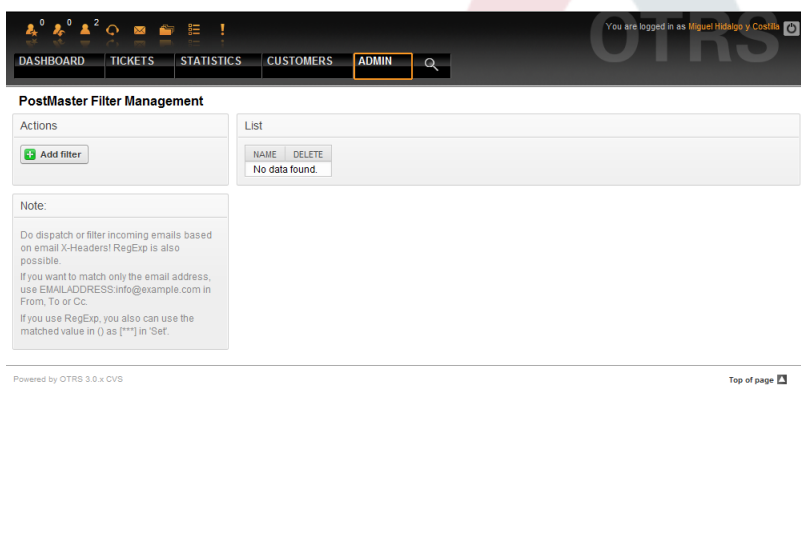 0 0 2
You are logged in as Miguel Hidalgo y Costilla
OTRS
DASHBOARD TICKETS STATISTICS CUSTOMERS ADMIN
PostMaster Filter Management
Actions
Add filter
List
NAME DELETE
No data found.
Note:
Do dispatch or filter incoming emails based
on email X-Headers! RegExp is also
possible.
If you want to match only the email address,
use EMAILADDRESS:info@example.com in
From, To or Cc.
If you use RegExp, you also can use the
matched value in () as [***] in 'Set'.
Powered by OTRS 3.0.x CVS
Top of page